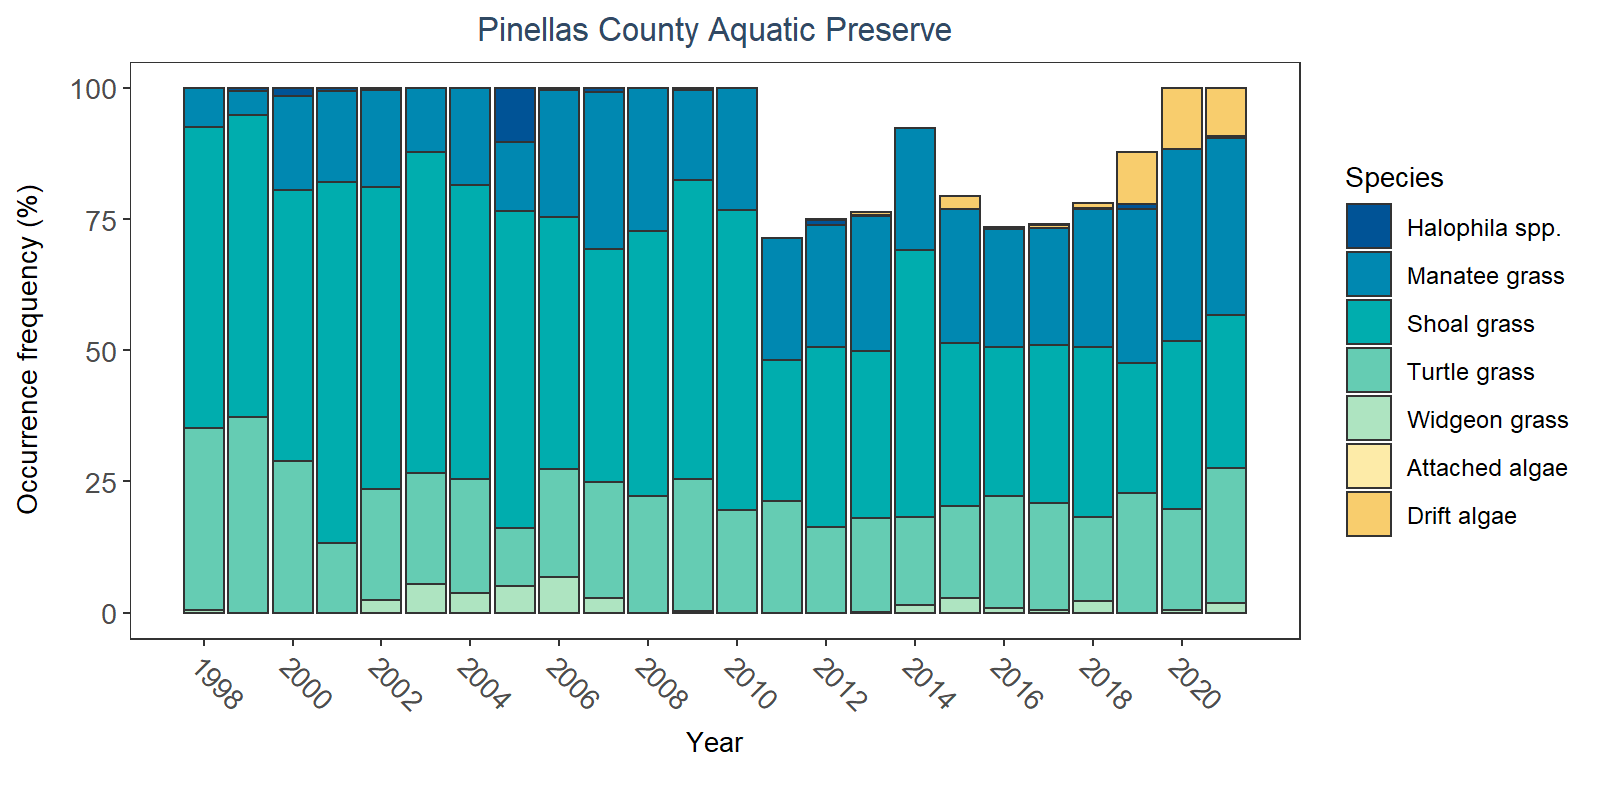 Pinellas County Aquatic Preserve
Occurrence frequency (%)
100
75
50
25
0
1998
2000
2002
2004
2006
2008
2010
2012
2014
2016
2018
2020
Year
Species
Halophila spp.
Manatee grass
Shoal grass
Turtle grass
Widgeon grass
Attached algae
Drift algae